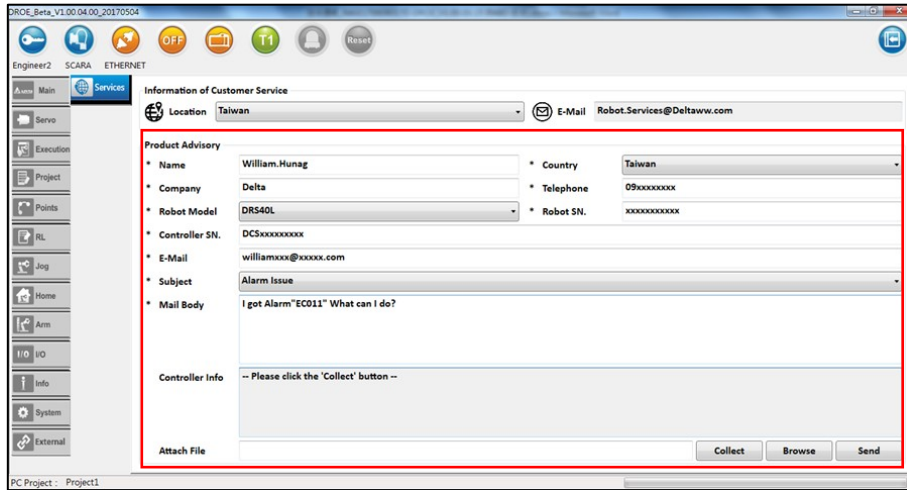 DROE_Beta_V1.00.04.00_20170504
OFF T1 Reset
Engineer2 SCARA ETHERNET
Main
Services
Servo
Execution
Project
Points
RL
Jog
Home
Arm
I/O I/O
Info
System
External
Information of Customer Service
Location Taiwan E-Mail Robot.Services@Deltaww.com
Product Advisory
* Name William.Hunag * Country Taiwan
* Company Delta * Telephone 09xxxxxxxx
* Robot Model DRS40L * Robot SN. xxxxxxxxxxx
* Controller SN. DCSxxxxxxxxx
* E-Mail williamxxx@xxxxx.com
* Subject Alarm Issue
* Mail Body I got Alarm"EC011" What can I do?
Controller Info -- Please click the 'Collect' button --
Attach File Collect Browse Send
PC Project : Project1